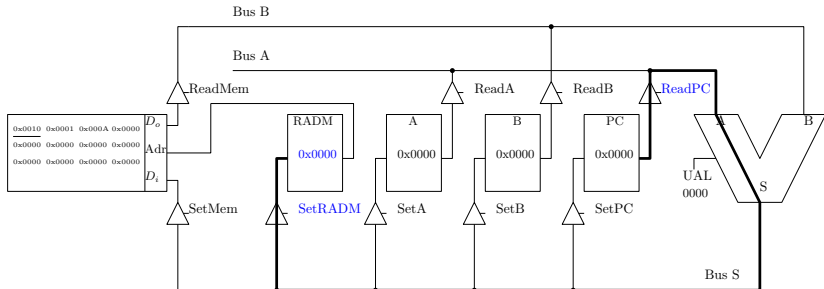 Bus B
Bus A
ReadMem
ReadA
ReadB
ReadPC
0x0010 0x0001 0x000A 0x0000
0x0000 0x0000 0x0000 0x0000
0x0000 0x0000 0x0000 0x0000
Do
Adr
Di
RADM
0x0000
A
0x0000
B
0x0000
PC
0x0000
A
B
UAL
0000
S
SetMem
SetRADM
SetA
SetB
SetPC
Bus S